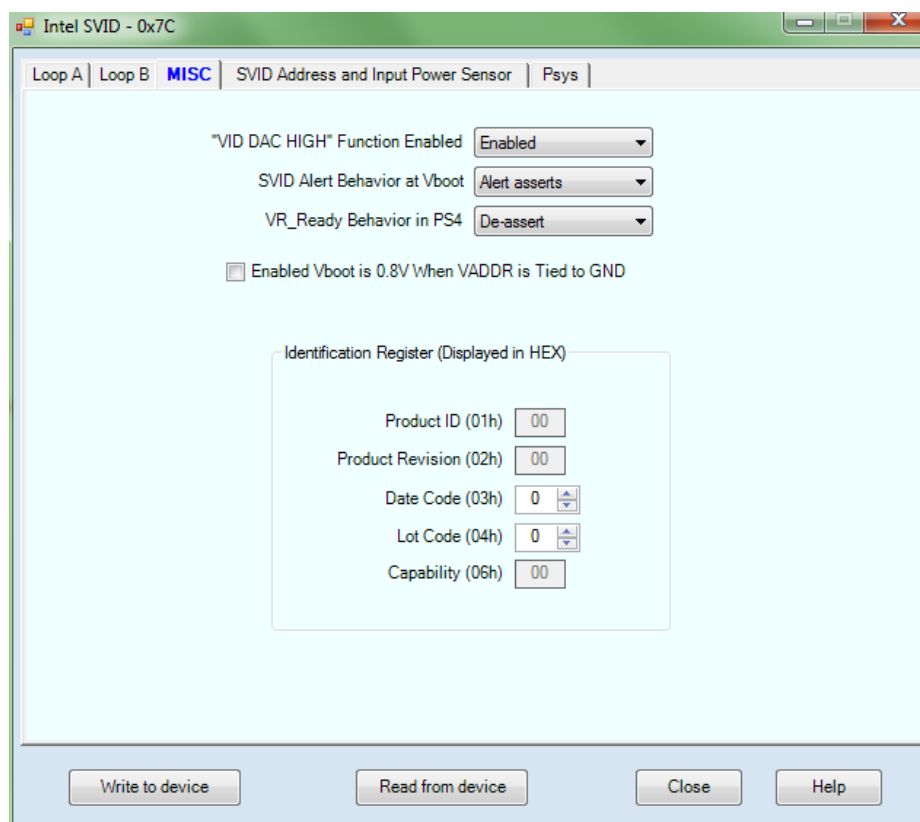 Intel SVID - 0x7C
Loop A Loop B MISC SVID Address and Input Power Sensor Psys
"VID DAC HIGH" Function Enabled Enabled
SVID Alert Behavior at Vboot Alert asserts
VR_Ready Behavior in PS4 De-assert
Enabled Vboot is 0.8V When VADDR is Tied to GND
Identification Register (Displayed in HEX)
Product ID (01h) 00
Product Revision (02h) 00
Date Code (03h) 0
Lot Code (04h) 0
Capability (06h) 00
Write to device Read from device Close Help